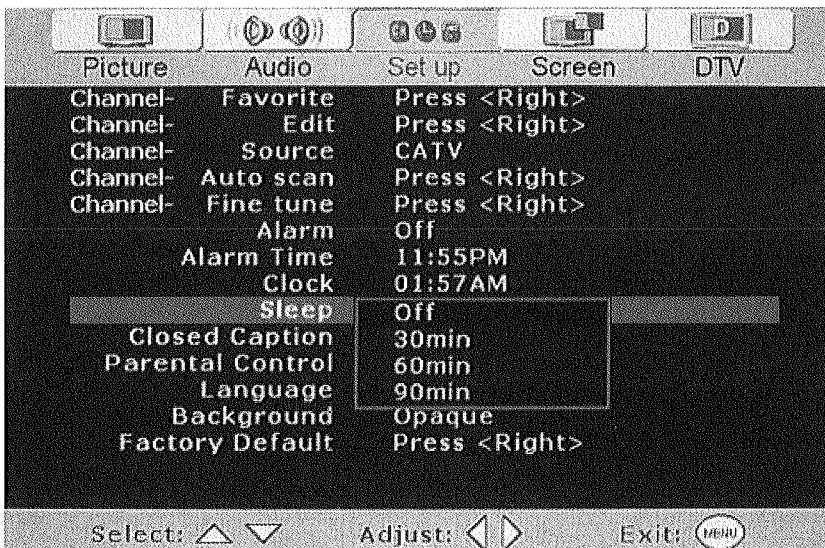 Picture Audio Set up Screen DTV
Channel- Favorite Press <Right>
Channel- Edit Press <Right>
Channel- Source CATV
Channel- Auto scan Press <Right>
Channel- Fine tune Press <Right>
Alarm Off
Alarm Time 11:55PM
Clock 01:57AM
Sleep Off
Closed Caption 30min
Parental Control 60min
Language 90min
Background Opaque
Factory Default Press <Right>
Select: Adjust: Exit: MENU